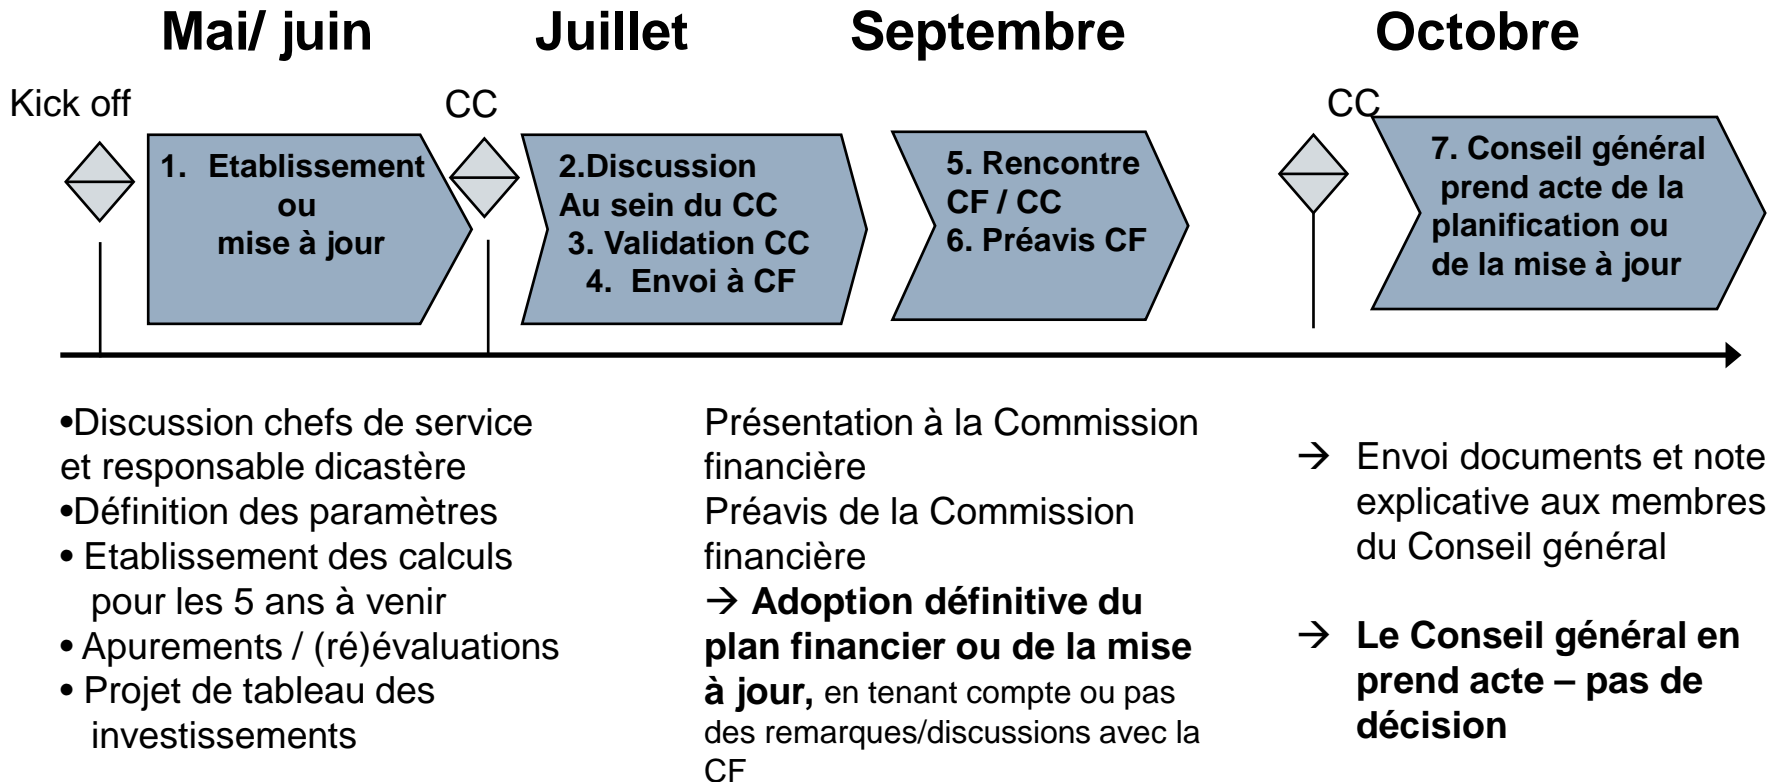 Mai/ juin
Juillet
Septembre
Octobre
Kick off
CC
CC
1. Etablissement
ou
mise à jour
2.Discussion
Au sein du CC
3. Validation CC
4. Envoi à CF
5. Rencontre
CF / CC
6. Préavis CF
7. Conseil général
prend acte de la
planification ou
de la mise à jour
•Discussion chefs de service
et responsable dicastère
•Définition des paramètres
• Etablissement des calculs
pour les 5 ans à venir
• Apurements / (ré)évaluations
• Projet de tableau des
investissements
Présentation à la Commission
financière
Préavis de la Commission
financière
→ Adoption définitive du
plan financier ou de la mise
à jour, en tenant compte ou pas
des remarques/discussions avec la
CF
→ Envoi documents et note
explicative aux membres
du Conseil général
→ Le Conseil général en
prend acte – pas de
décision